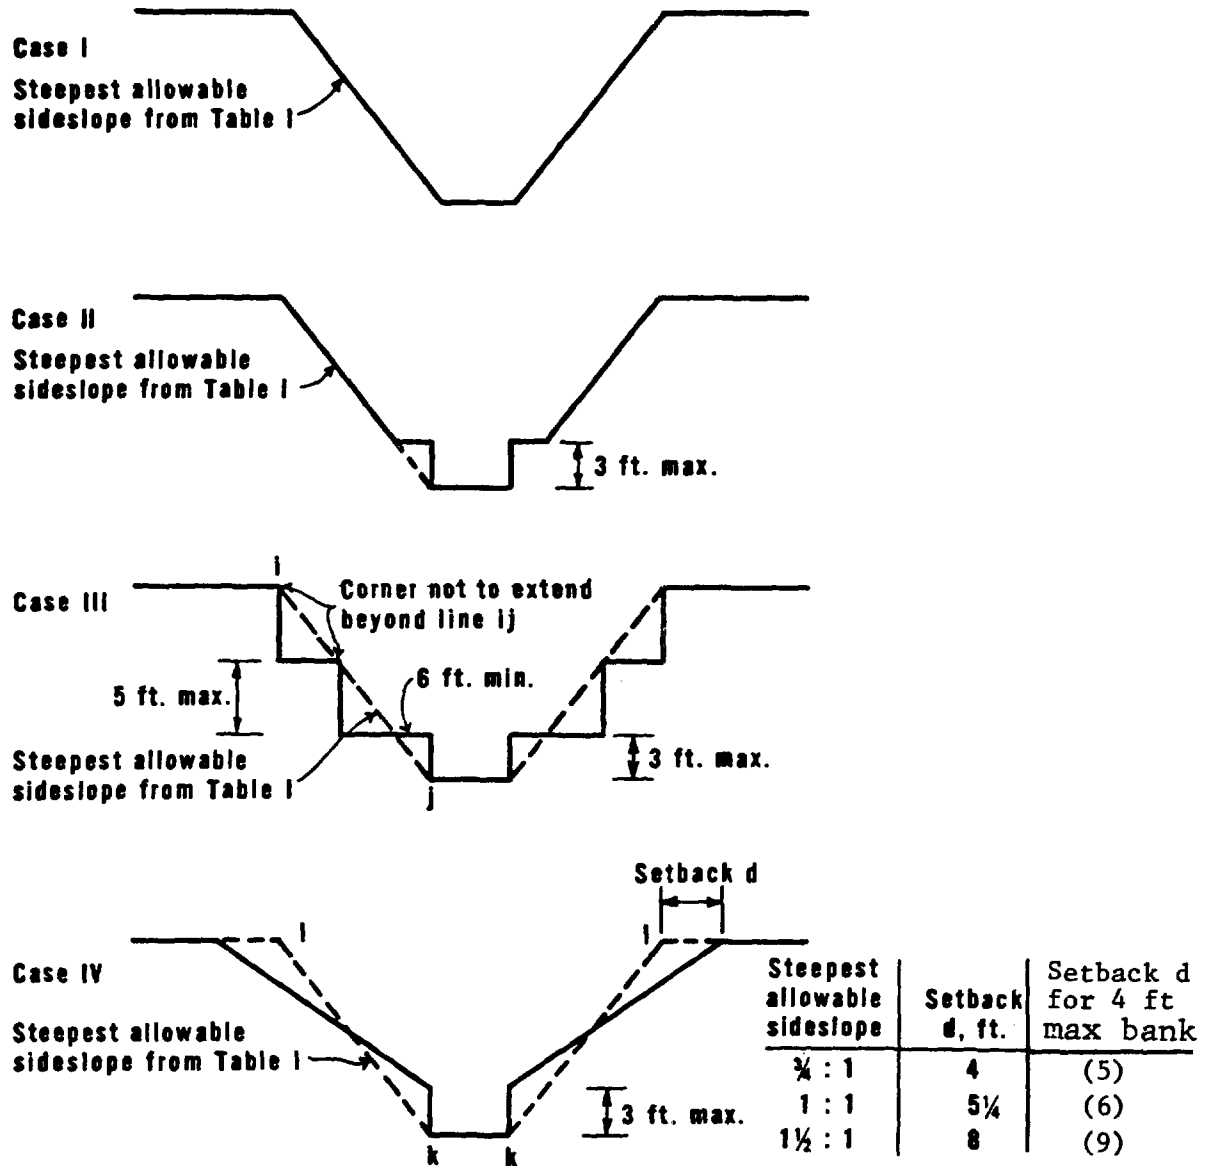 Case I
Steepest allowable
sideslope from Table I
Case II
Steepest allowable
sideslope from Table I
3 ft. max.
i
Case III
Corner not to extend
beyond line ij
5 ft. max.
6 ft. min.
Steepest allowable
sideslope from Table I
3 ft. max.
j
Setback d
l
l
Case IV
Steepest allowable
sideslope from Table I
3 ft. max.
k
k
Steepest allowable sideslope | Setback d, ft. | Setback d for 4 ft max bank
¾ : 1 | 4 | (5)
1 : 1 | 5¼ | (6)
1½ : 1 | 8 | (9)